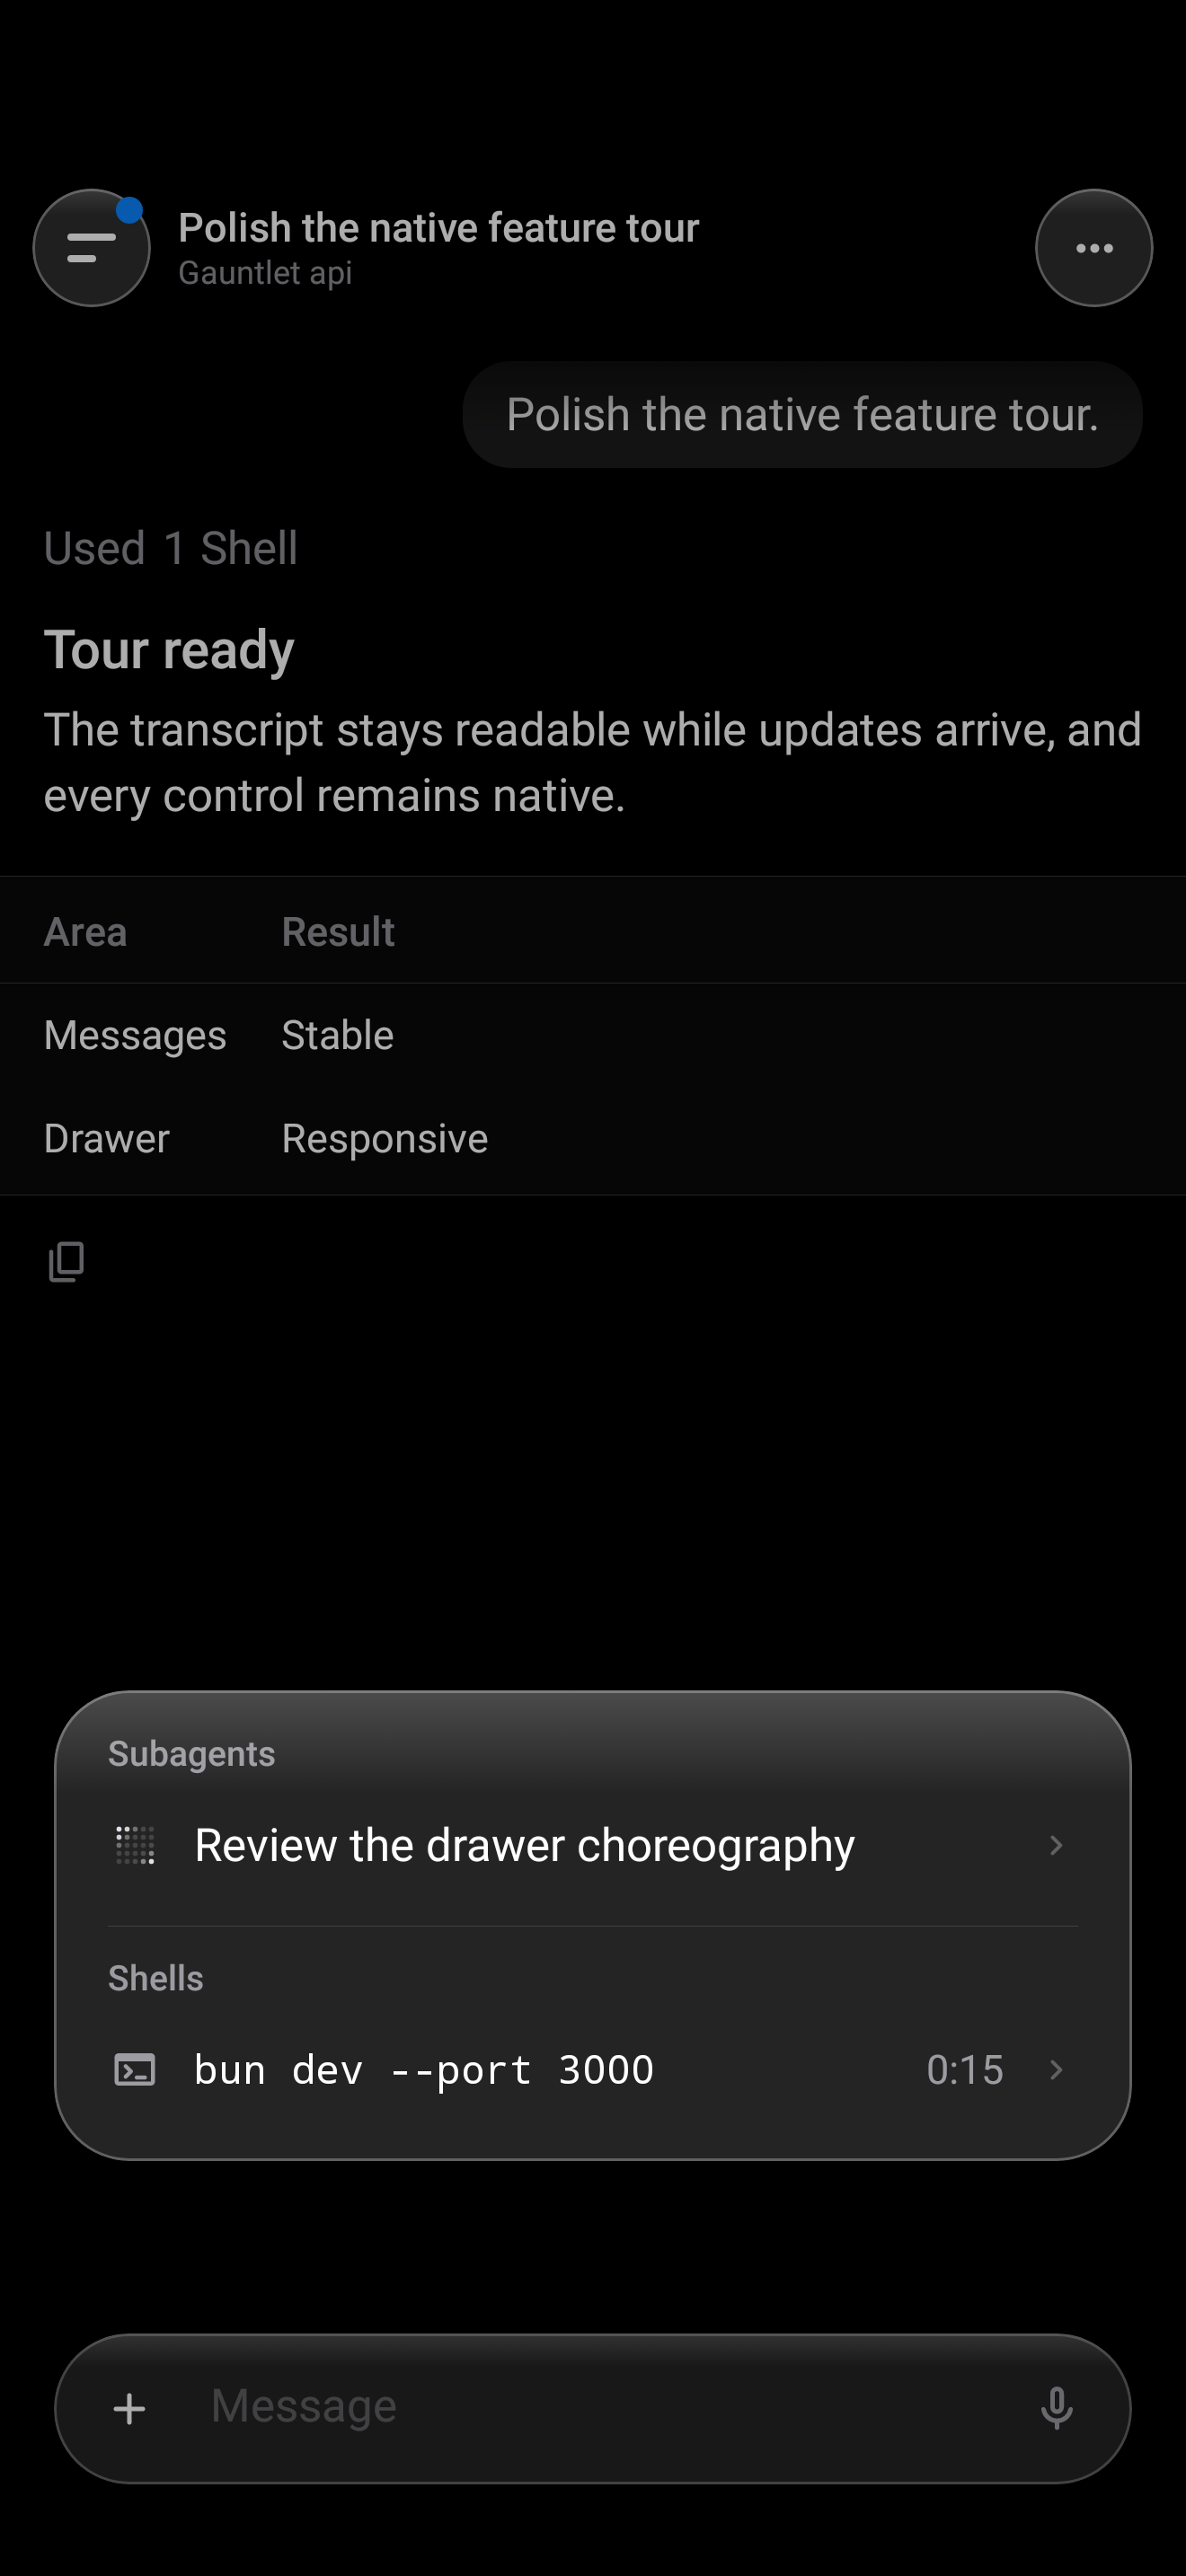 Polish the native feature tour
Gauntlet api
Polish the native feature tour.
Used 1 Shell
Tour ready
The transcript stays readable while updates arrive, and
every control remains native.
Area Result
Messages Stable
Drawer Responsive
Subagents
Review the drawer choreography
Shells
bun dev --port 3000 0:15
Message